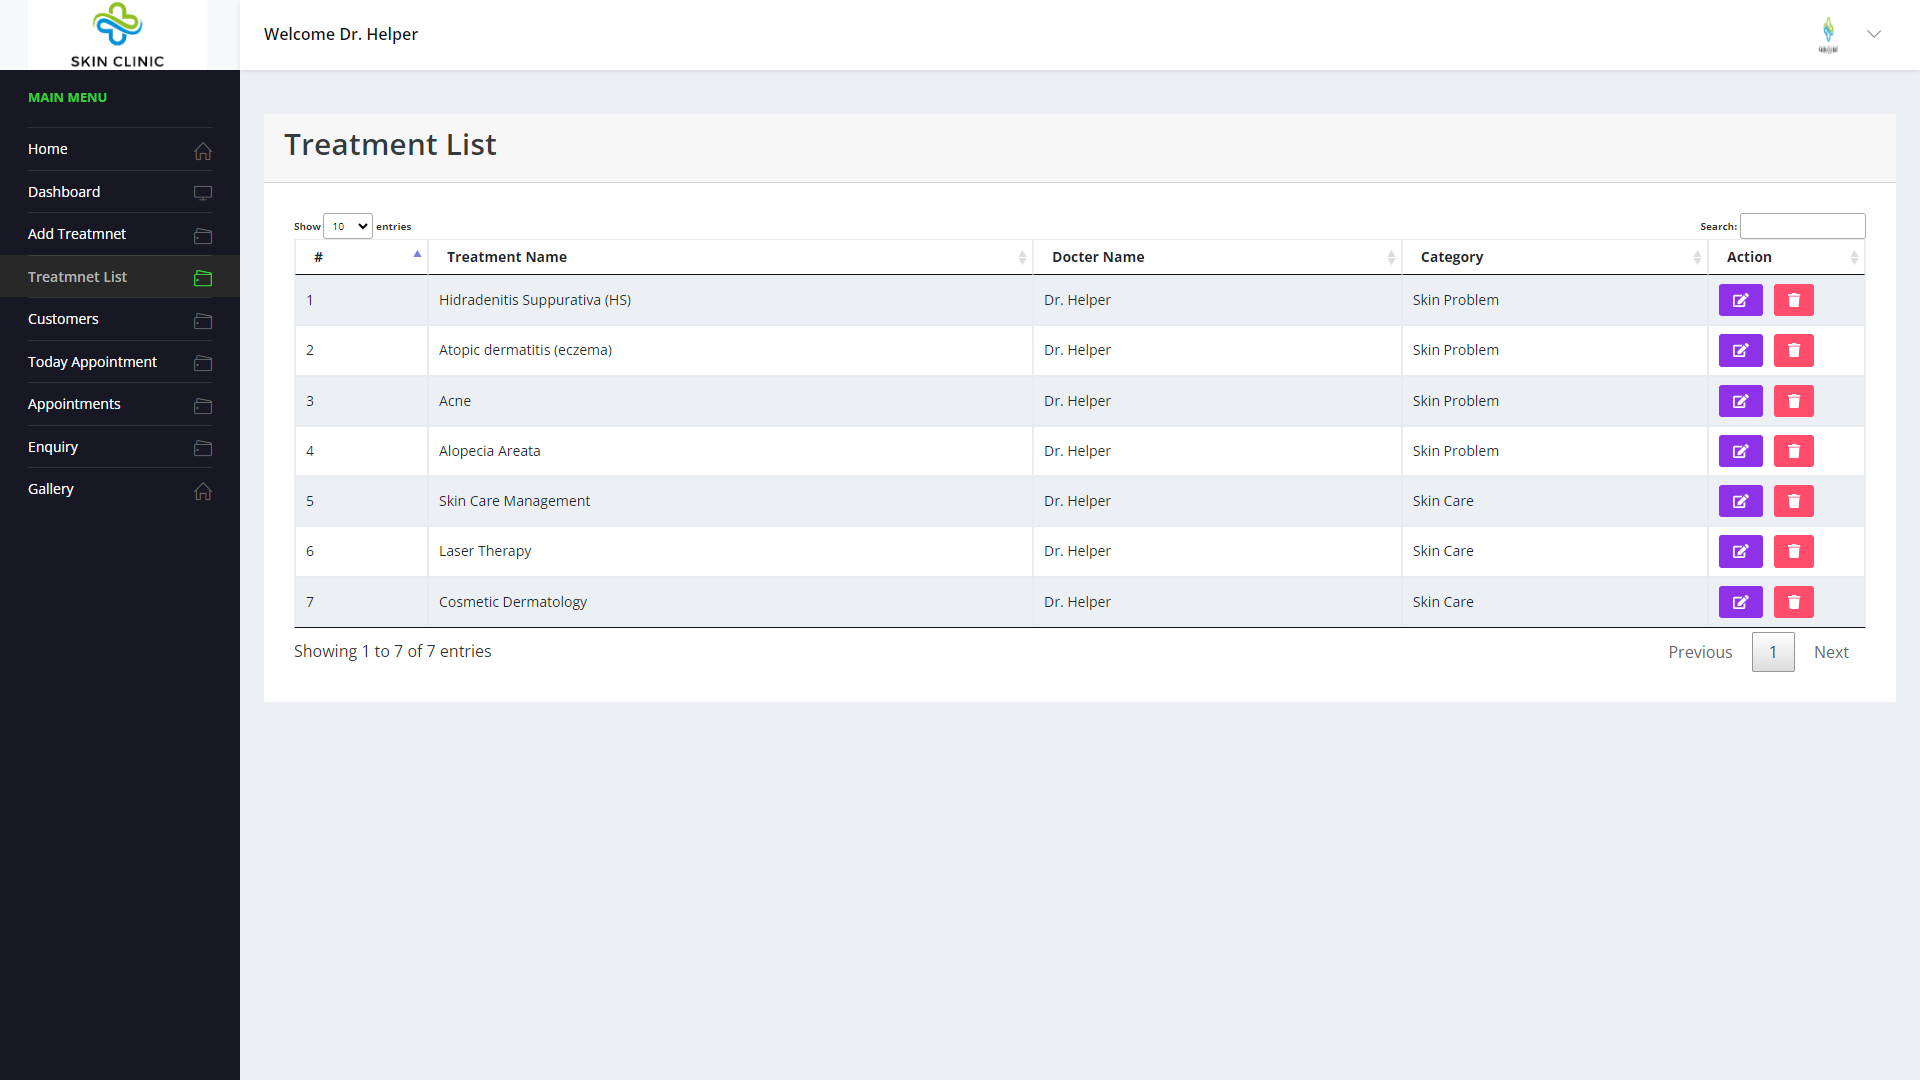 SKIN CLINIC
Welcome Dr. Helper
MAIN MENU
Home
Dashboard
Add Treatmnet
Treatmnet List
Customers
Today Appointment
Appointments
Enquiry
Gallery
Treatment List
Show 10 entries
Search:
# Treatment Name Docter Name Category Action
1 Hidradenitis Suppurativa (HS) Dr. Helper Skin Problem
2 Atopic dermatitis (eczema) Dr. Helper Skin Problem
3 Acne Dr. Helper Skin Problem
4 Alopecia Areata Dr. Helper Skin Problem
5 Skin Care Management Dr. Helper Skin Care
6 Laser Therapy Dr. Helper Skin Care
7 Cosmetic Dermatology Dr. Helper Skin Care
Showing 1 to 7 of 7 entries
Previous 1 Next